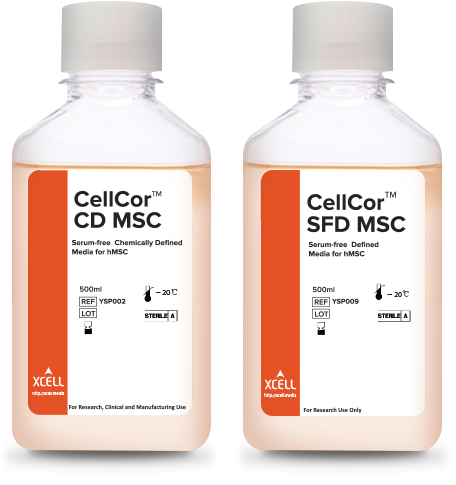 CellCor™
CD MSC
Serum-free Chemically Defined
Media for hMSC
500ml
REF YSP002
LOT
– 20℃
STERILE A
XCELL
For Research, Clinical and Manufacturing Use
CellCor™
SFD MSC
Serum-free Defined
Media for hMSC
500ml
REF YSP009
LOT
– 20℃
STERILE A
XCELL
For Research Use Only